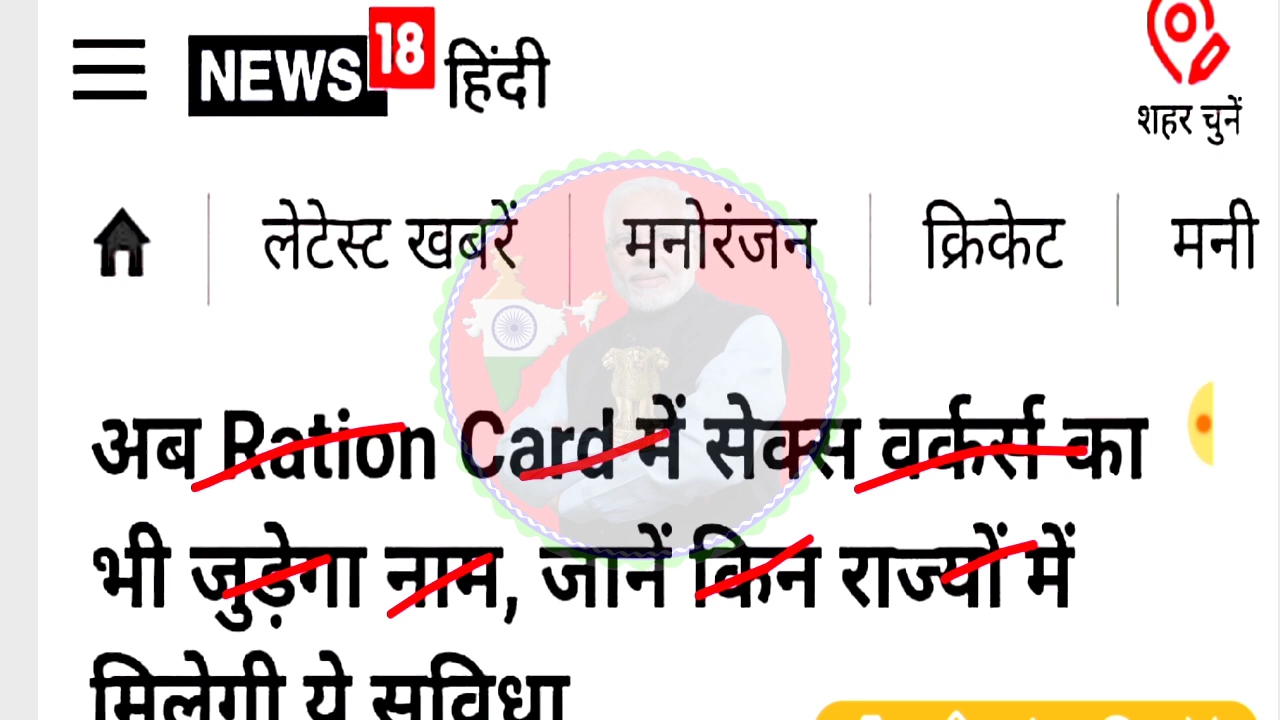 NEWS 18 हिंदी
शहर चुनें
लेटेस्ट खबरें मनोरंजन क्रिकेट मनी
अब Ration Card में सेक्स वर्कर्स का
भी जुड़ेगा नाम, जानें किन राज्यों में
मिलेगी ये सुविधा